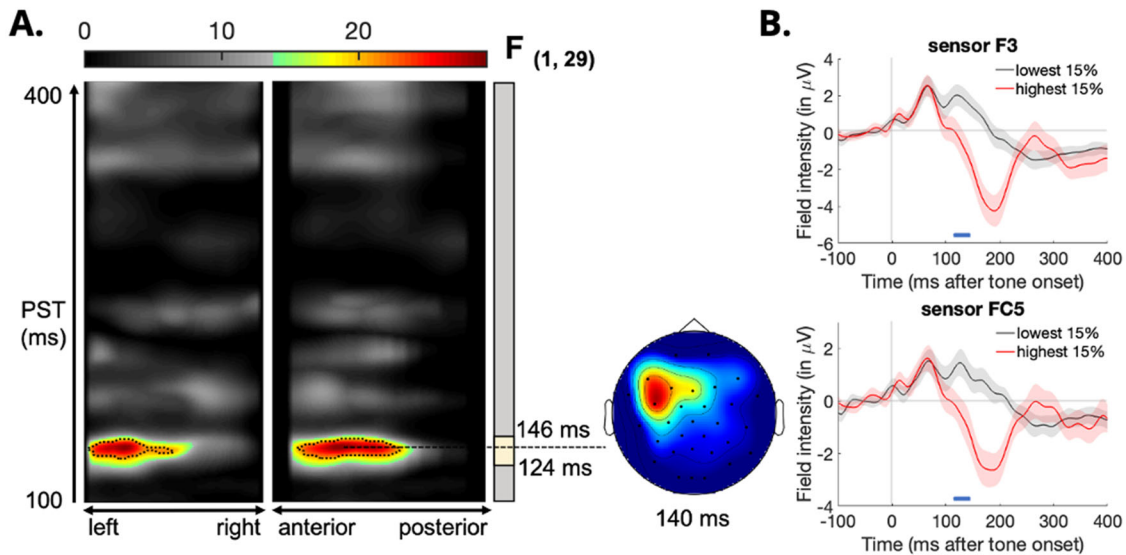 A.
0 10 20
F (1, 29)
400
PST
(ms)
100
left right
anterior posterior
146 ms
124 ms
140 ms
B.
sensor F3
lowest 15%
highest 15%
Field intensity (in μV)
4
2
0
-2
-4
-6
-100 0 100 200 300 400
Time (ms after tone onset)
sensor FC5
lowest 15%
highest 15%
Field intensity (in μV)
2
0
-2
-4
-100 0 100 200 300 400
Time (ms after tone onset)